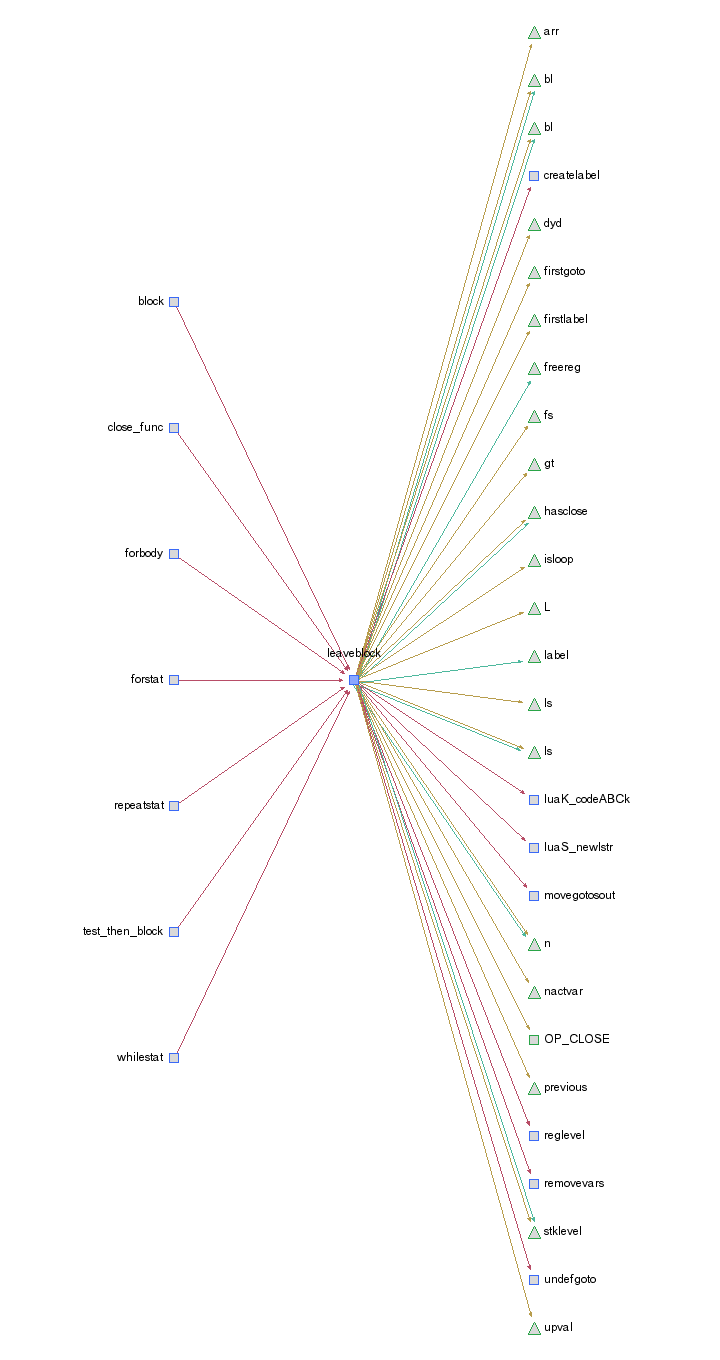 block
close_func
forbody
forstat
repeatstat
test_then_block
whilestat
leaveblock
arr
bl
bl
createlabel
dyd
firstgoto
firstlabel
freereg
fs
gt
hasclose
isloop
L
label
ls
ls
luaK_codeABCk
luaS_newlstr
movegotosout
n
nactvar
OP_CLOSE
previous
reglevel
removevars
stklevel
undefgoto
upval